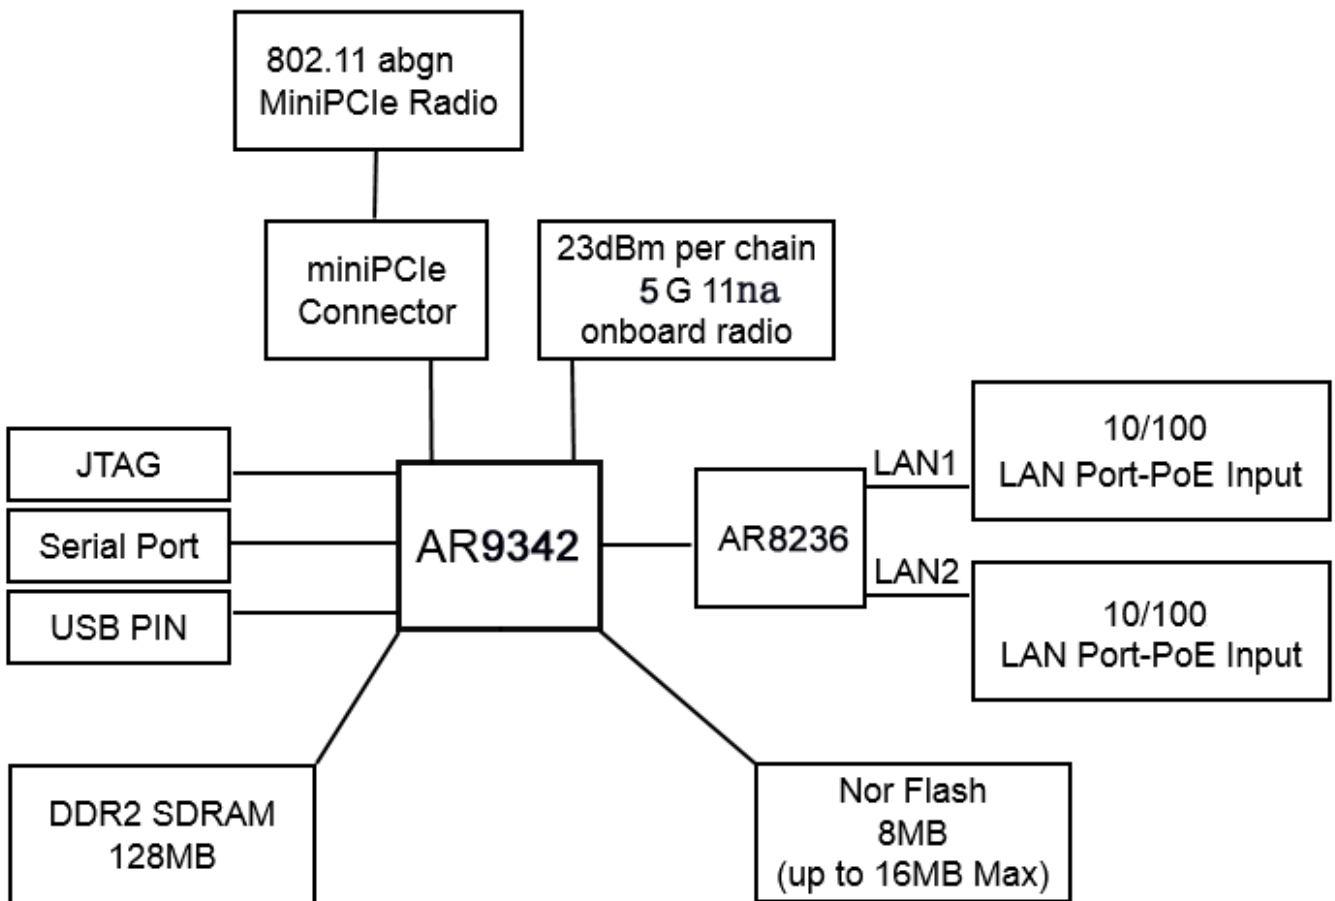 802.11 abgn
MiniPCIe Radio
miniPCIe
Connector
23dBm per chain
5 G 11na
onboard radio
JTAG
Serial Port
USB PIN
AR9342
AR8236
LAN1
LAN2
10/100
LAN Port-PoE Input
10/100
LAN Port-PoE Input
DDR2 SDRAM
128MB
Nor Flash
8MB
(up to 16MB Max)